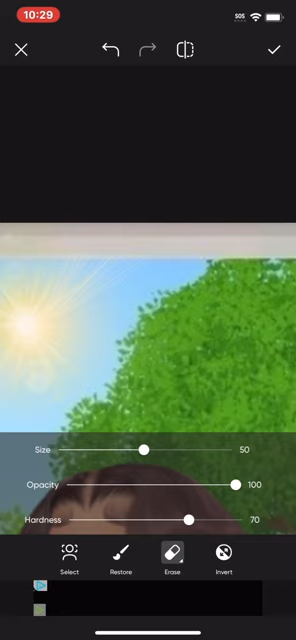 10:29
SOS
Size 50
Opacity 100
Hardness 70
Select Restore Erase Invert